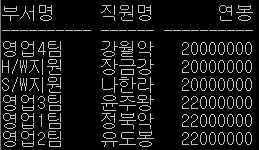 부서명 직원명 연봉
---------- ------ ----------
영업4팀 강월악 20000000
H/W지원 장금강 20000000
S/W지원 나한라 20000000
영업3팀 윤주왕 22000000
영업1팀 정북악 22000000
영업2팀 유도봉 22000000